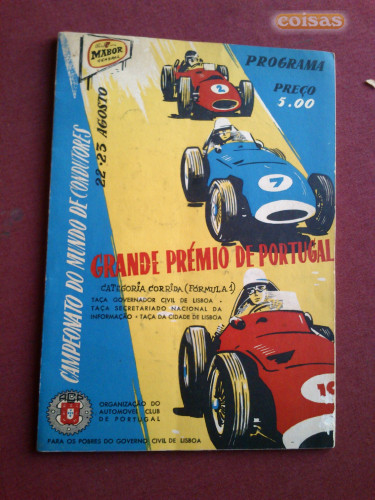 coisas
MABOR
PROGRAMA
PREÇO
5.00
22·23 AGOSTO
CAMPEONATO DO MUNDO DE CONDUTORES
2
7
GRANDE PRÉMIO DE PORTUGAL
CATEGORIA CORRIDA (FÓRMULA 1)
TAÇA GOVERNADOR CIVIL DE LISBOA ·
TAÇA SECRETARIADO NACIONAL DA
INFORMAÇÃO · TAÇA DA CIDADE DE LISBOA
10
ACP
ORGANIZAÇÃO DO
AUTOMOVEL CLUB
DE PORTUGAL
PARA OS POBRES DO GOVERNO CIVIL DE LISBOA